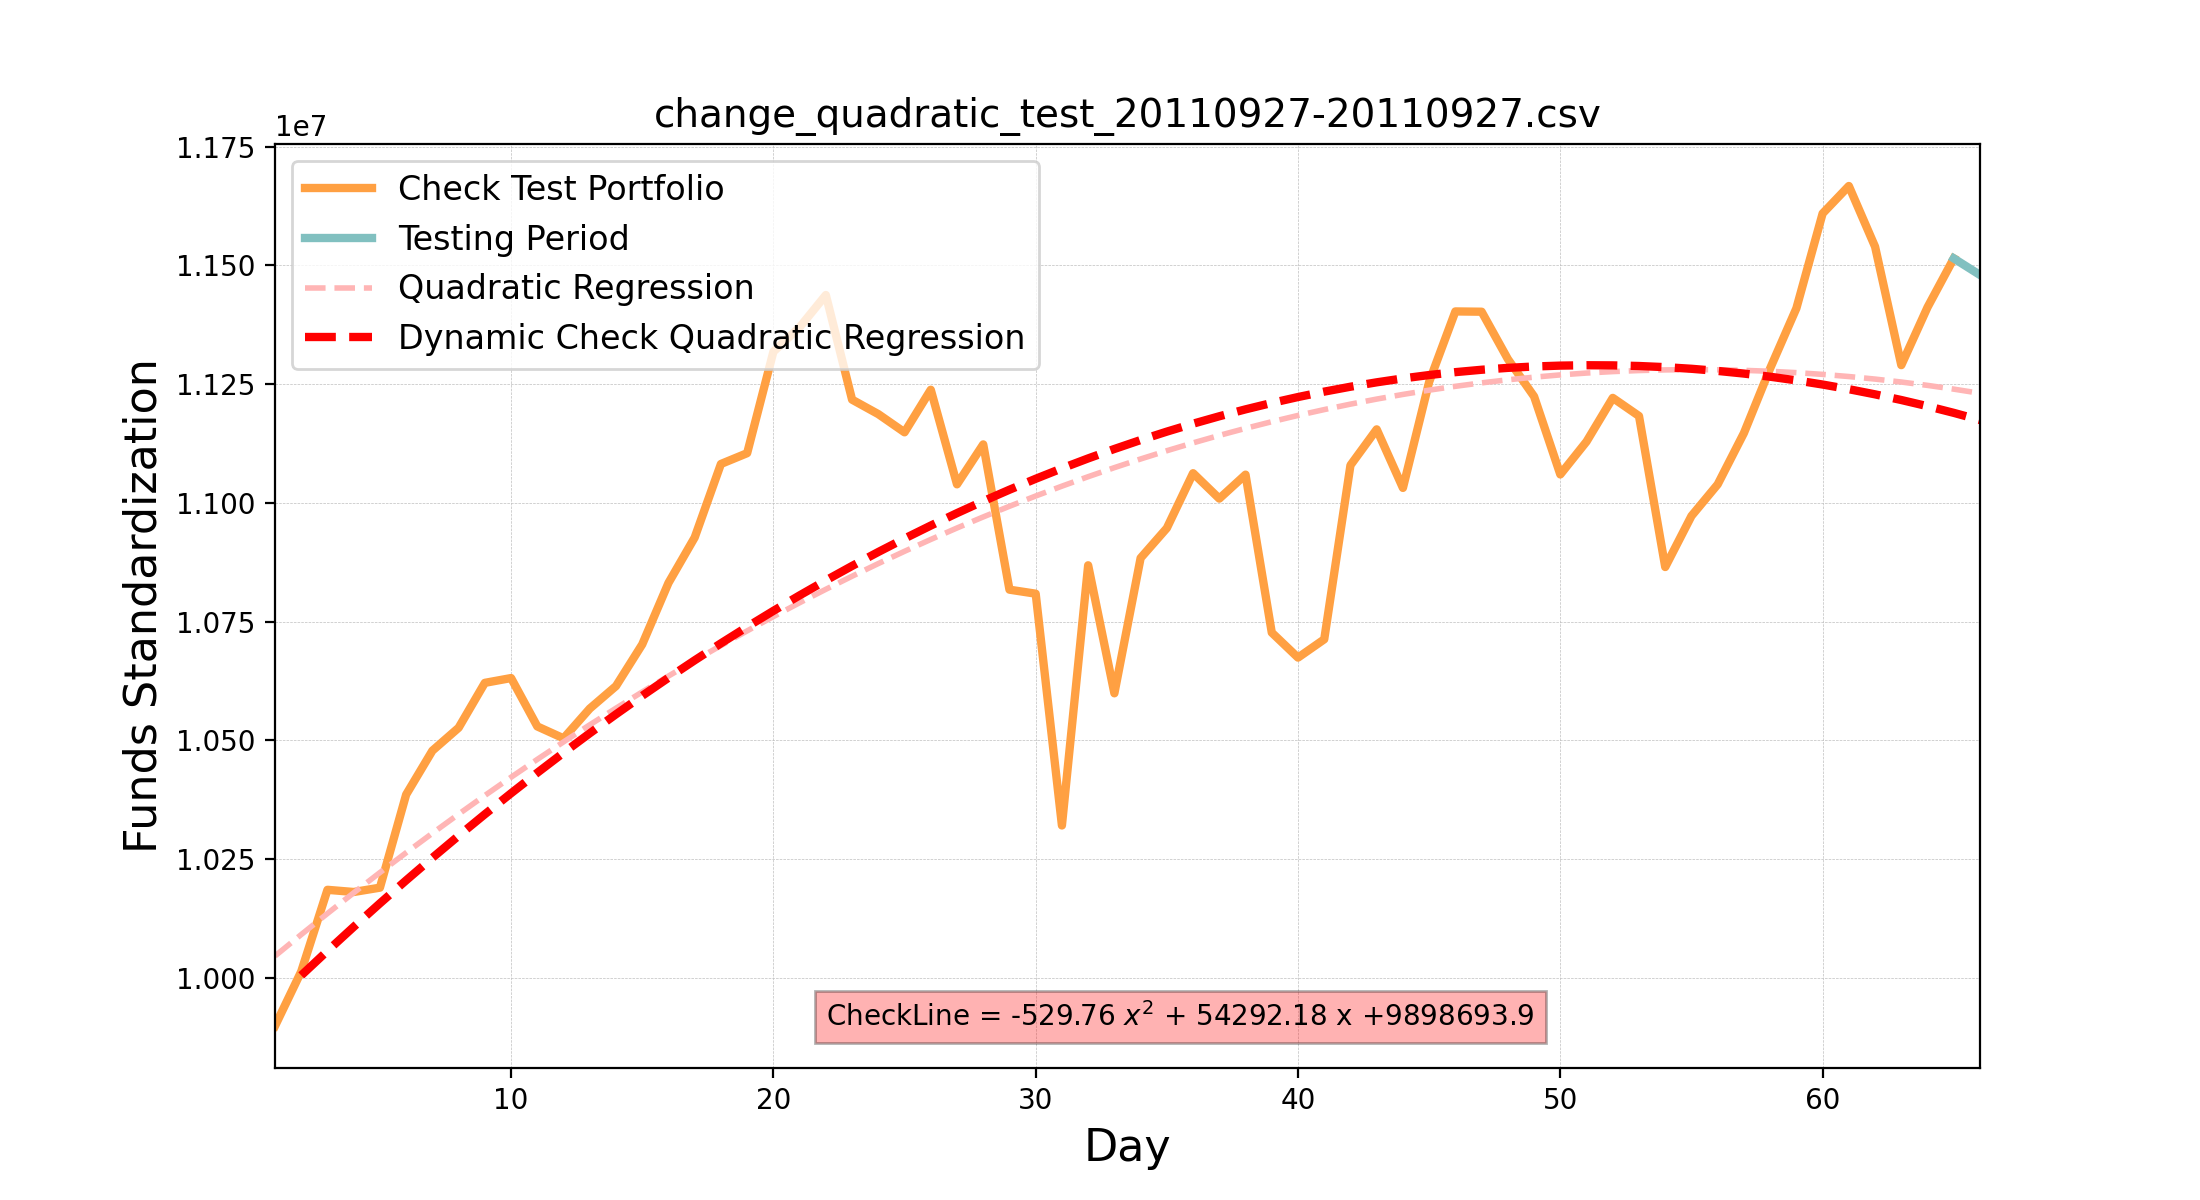 change_quadratic_test_20110927-20110927.csv
1e7
1.175
1.150
1.125
1.100
1.075
1.050
1.025
1.000
Funds Standardization
Check Test Portfolio
Testing Period
Quadratic Regression
Dynamic Check Quadratic Regression
CheckLine = -529.76 x² + 54292.18 x +9898693.9
10 20 30 40 50 60
Day